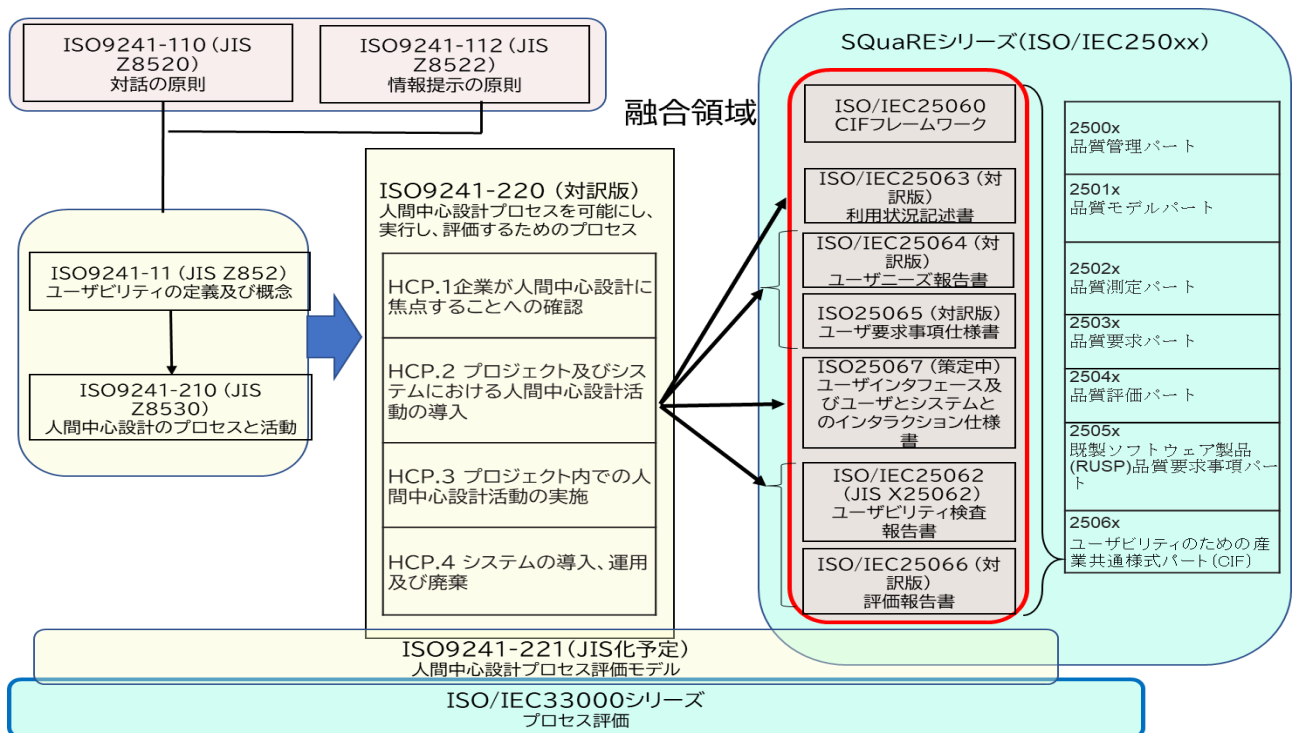 ISO9241-110 (JIS
Z8520)
対話の原則
ISO9241-112 (JIS
Z8522)
情報提示の原則
ISO9241-11 (JIS Z852)
ユーザビリティの定義及び概念
ISO9241-210 (JIS
Z8530)
人間中心設計のプロセスと活動
ISO9241-220 (対訳版)
人間中心設計プロセスを可能にし、
実行し、評価するためのプロセス
HCP.1企業が人間中心設計に
焦点することへの確認
HCP.2 プロジェクト及びシス
テムにおける人間中心設計活
動の導入
HCP.3 プロジェクト内での人
間中心設計活動の実施
HCP.4 システムの導入、運用
及び廃棄
融合領域
SQuaREシリーズ(ISO/IEC250xx)
ISO/IEC25060
CIFフレームワーク
ISO/IEC25063 (対
訳版)
利用状況記述書
ISO/IEC25064 (対
訳版)
ユーザニーズ報告書
ISO25065 (対訳版)
ユーザ要求事項仕様書
ISO25067 (策定中)
ユーザインタフェース及
びユーザとシステムと
のインタラクション仕様
書
ISO/IEC25062
(JIS X25062)
ユーザビリティ検査
報告書
ISO/IEC25066 (対
訳版)
評価報告書
2500x
品質管理パート
2501x
品質モデルパート
2502x
品質測定パート
2503x
品質要求パート
2504x
品質評価パート
2505x
既製ソフトウェア製品
(RUSP)品質要求事項パー
ト
2506x
ユーザビリティのための産
業共通様式パート(CIF)
ISO9241-221(JIS化予定)
人間中心設計プロセス評価モデル
ISO/IEC33000シリーズ
プロセス評価